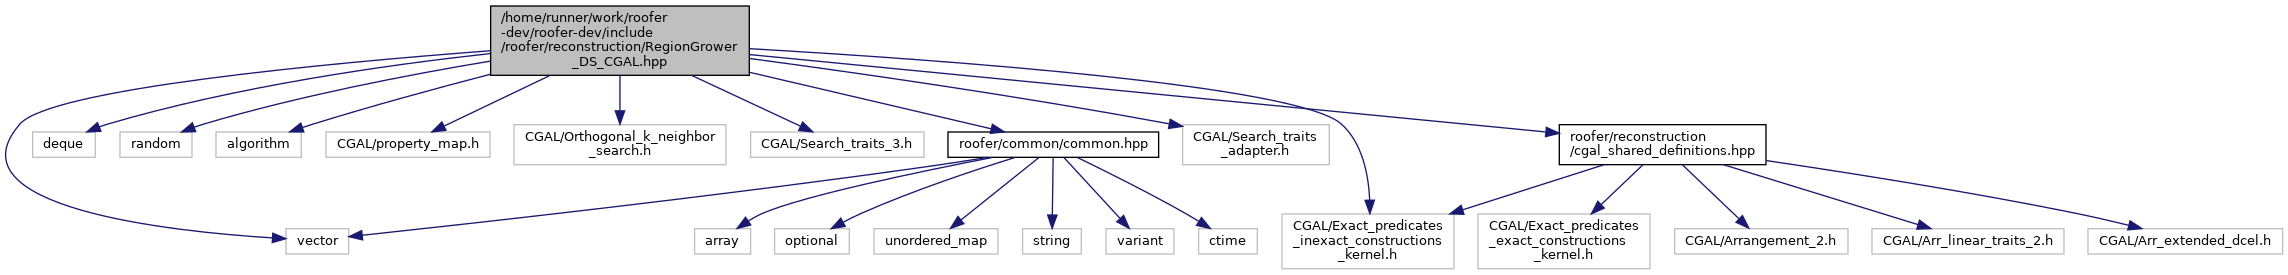 /home/runner/work/roofer
-dev/roofer-dev/include
/roofer/reconstruction/RegionGrower
_DS_CGAL.hpp
deque
random
algorithm
CGAL/property_map.h
CGAL/Orthogonal_k_neighbor
_search.h
CGAL/Search_traits_3.h
roofer/common/common.hpp
CGAL/Search_traits
_adapter.h
roofer/reconstruction
/cgal_shared_definitions.hpp
vector
array
optional
unordered_map
string
variant
ctime
CGAL/Exact_predicates
_inexact_constructions
_kernel.h
CGAL/Exact_predicates
_exact_constructions
_kernel.h
CGAL/Arrangement_2.h
CGAL/Arr_linear_traits_2.h
CGAL/Arr_extended_dcel.h